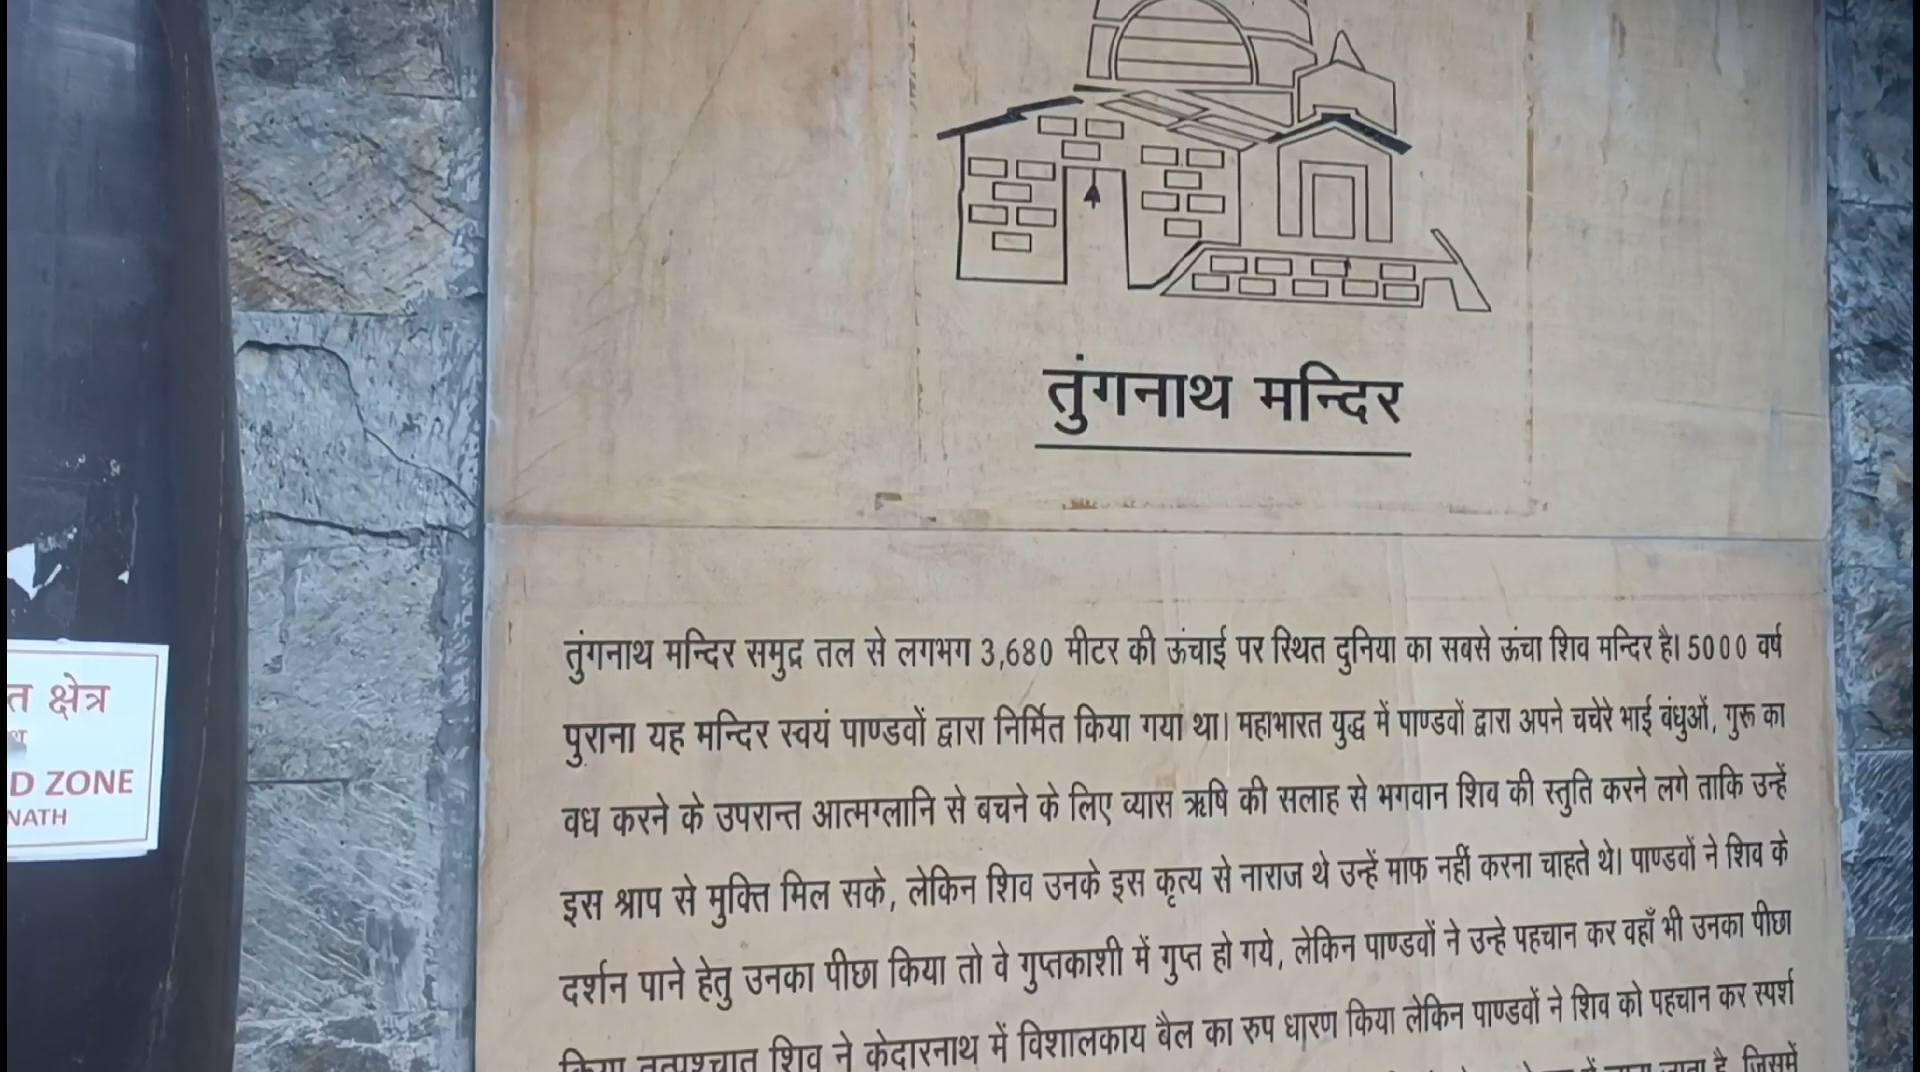 तुंगनाथ मन्दिर
तुंगनाथ मन्दिर समुद्र तल से लगभग 3,680 मीटर की ऊंचाई पर स्थित दुनिया का सबसे ऊंचा शिव मन्दिर है। 5000 वर्ष
पुराना यह मन्दिर स्वयं पाण्डवों द्वारा निर्मित किया गया था। महाभारत युद्ध में पाण्डवों द्वारा अपने चचेरे भाई बंधुओं, गुरू का
वध करने के उपरान्त आत्मग्लानि से बचने के लिए व्यास ऋषि की सलाह से भगवान शिव की स्तुति करने लगे ताकि उन्हें
इस श्राप से मुक्ति मिल सके, लेकिन शिव उनके इस कृत्य से नाराज थे उन्हें माफ नहीं करना चाहते थे। पाण्डवों ने शिव के
दर्शन पाने हेतु उनका पीछा किया तो वे गुप्तकाशी में गुप्त हो गये, लेकिन पाण्डवों ने उन्हे पहचान कर वहाँ भी उनका पीछा
किया तत्पश्चात शिव ने केदारनाथ में विशालकाय बैल का रुप धारण किया लेकिन पाण्डवों ने शिव को पहचान कर स्पर्श
जाता है, जिसमें
त क्षेत्र
D ZONE
NATH